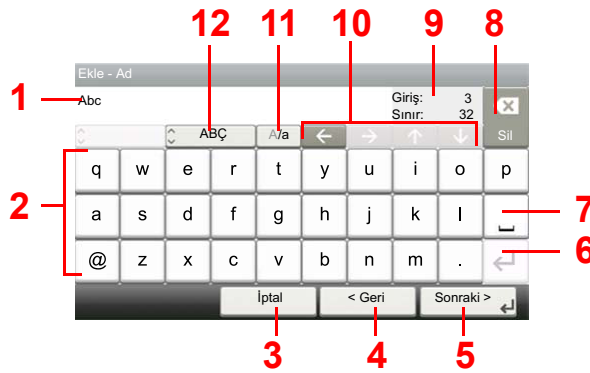 12 11 10 9 8
Ekle - Ad
1 Abc Giriş: 3
Sınır: 32
ABÇ A/a ← → ↑ ↓ Sil
2 q w e r t y u i o p
a s d f g h j k l 7
@ z x c v b n m . 6
İptal < Geri Sonraki >
3 4 5